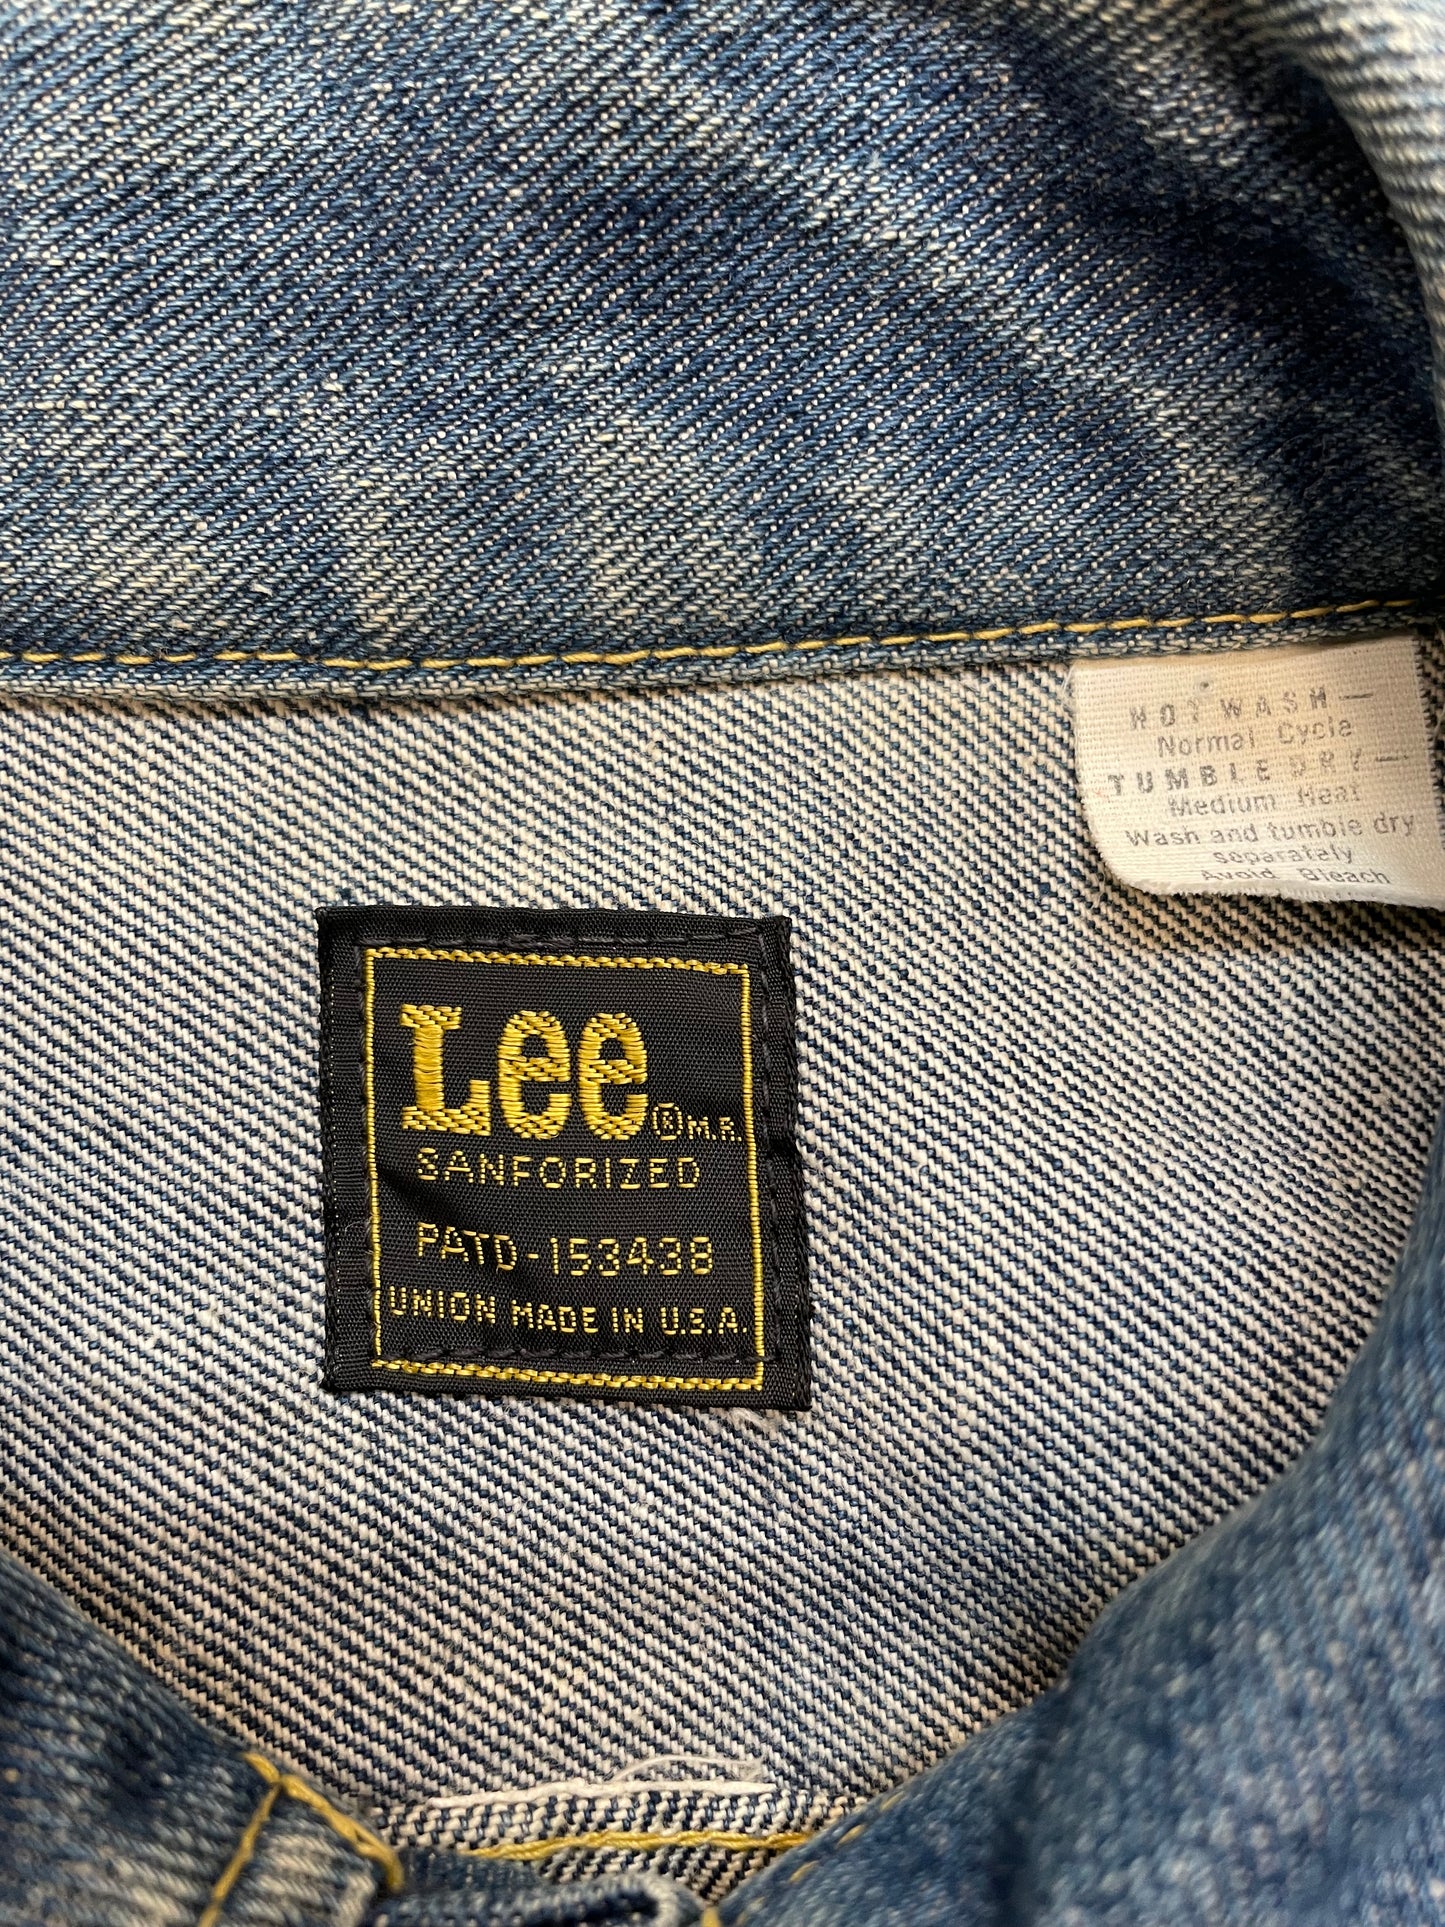 HOT WASH—
Normal Cycle
TUMBLE DRY—
Medium Heat
Wash and tumble dry
separately
Avoid Bleach
Lee ® M.R.
SANFORIZED
PATD-153438
UNION MADE IN U.S.A.